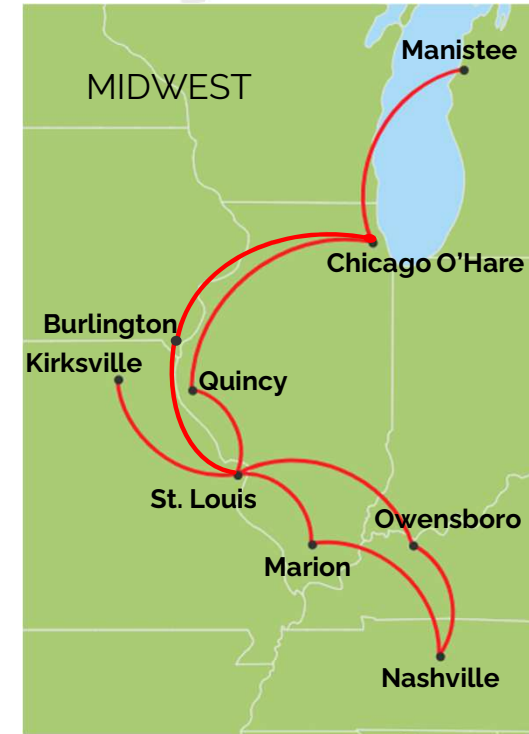 Manistee
MIDWEST
Chicago O'Hare
Burlington
Kirksville
Quincy
St. Louis
Owensboro
Marion
Nashville